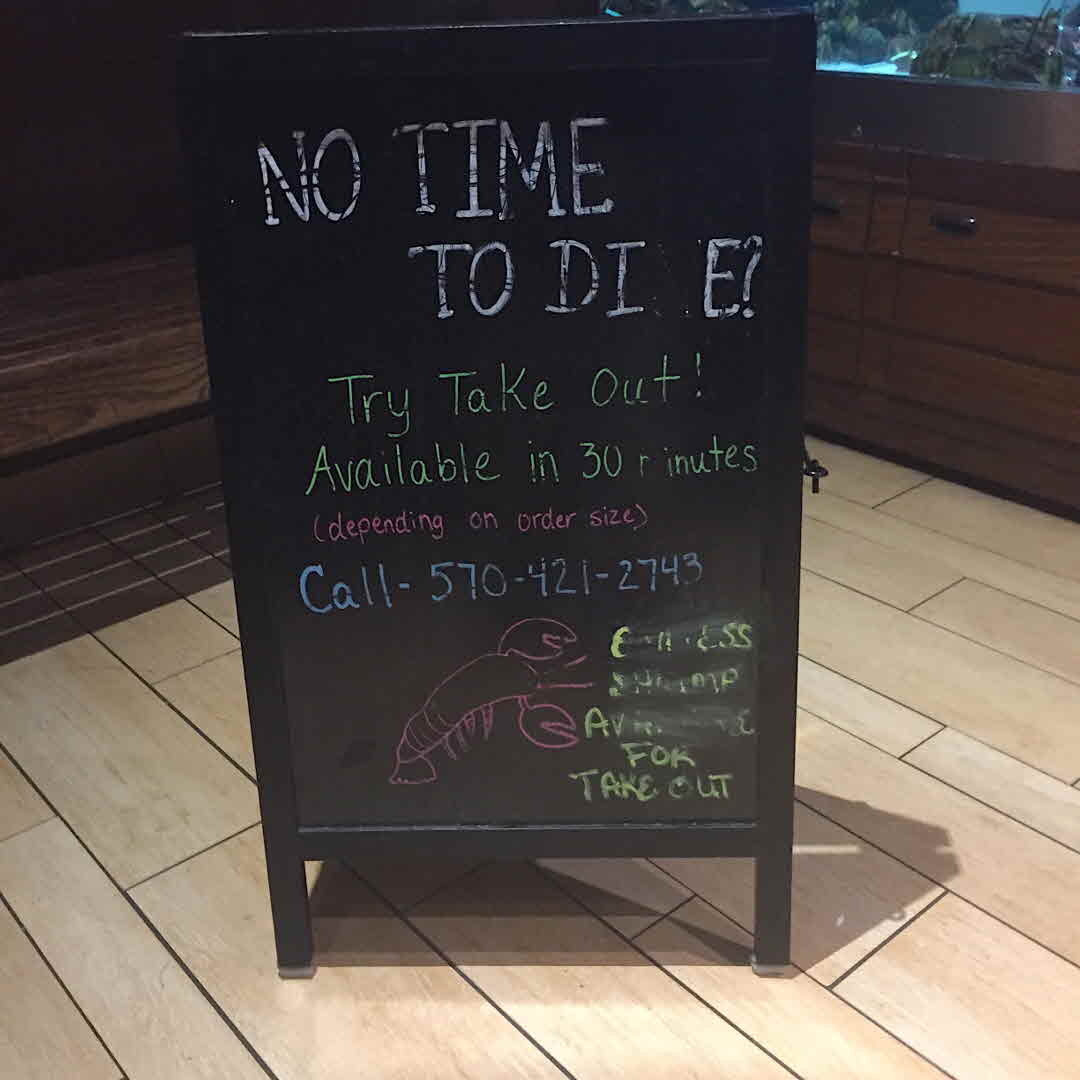 NO TIME
TO DI E?
Try Take Out!
Available in 30 r inutes
(depending on order size)
Call- 570-421-2743
FOR
TAKE OUT